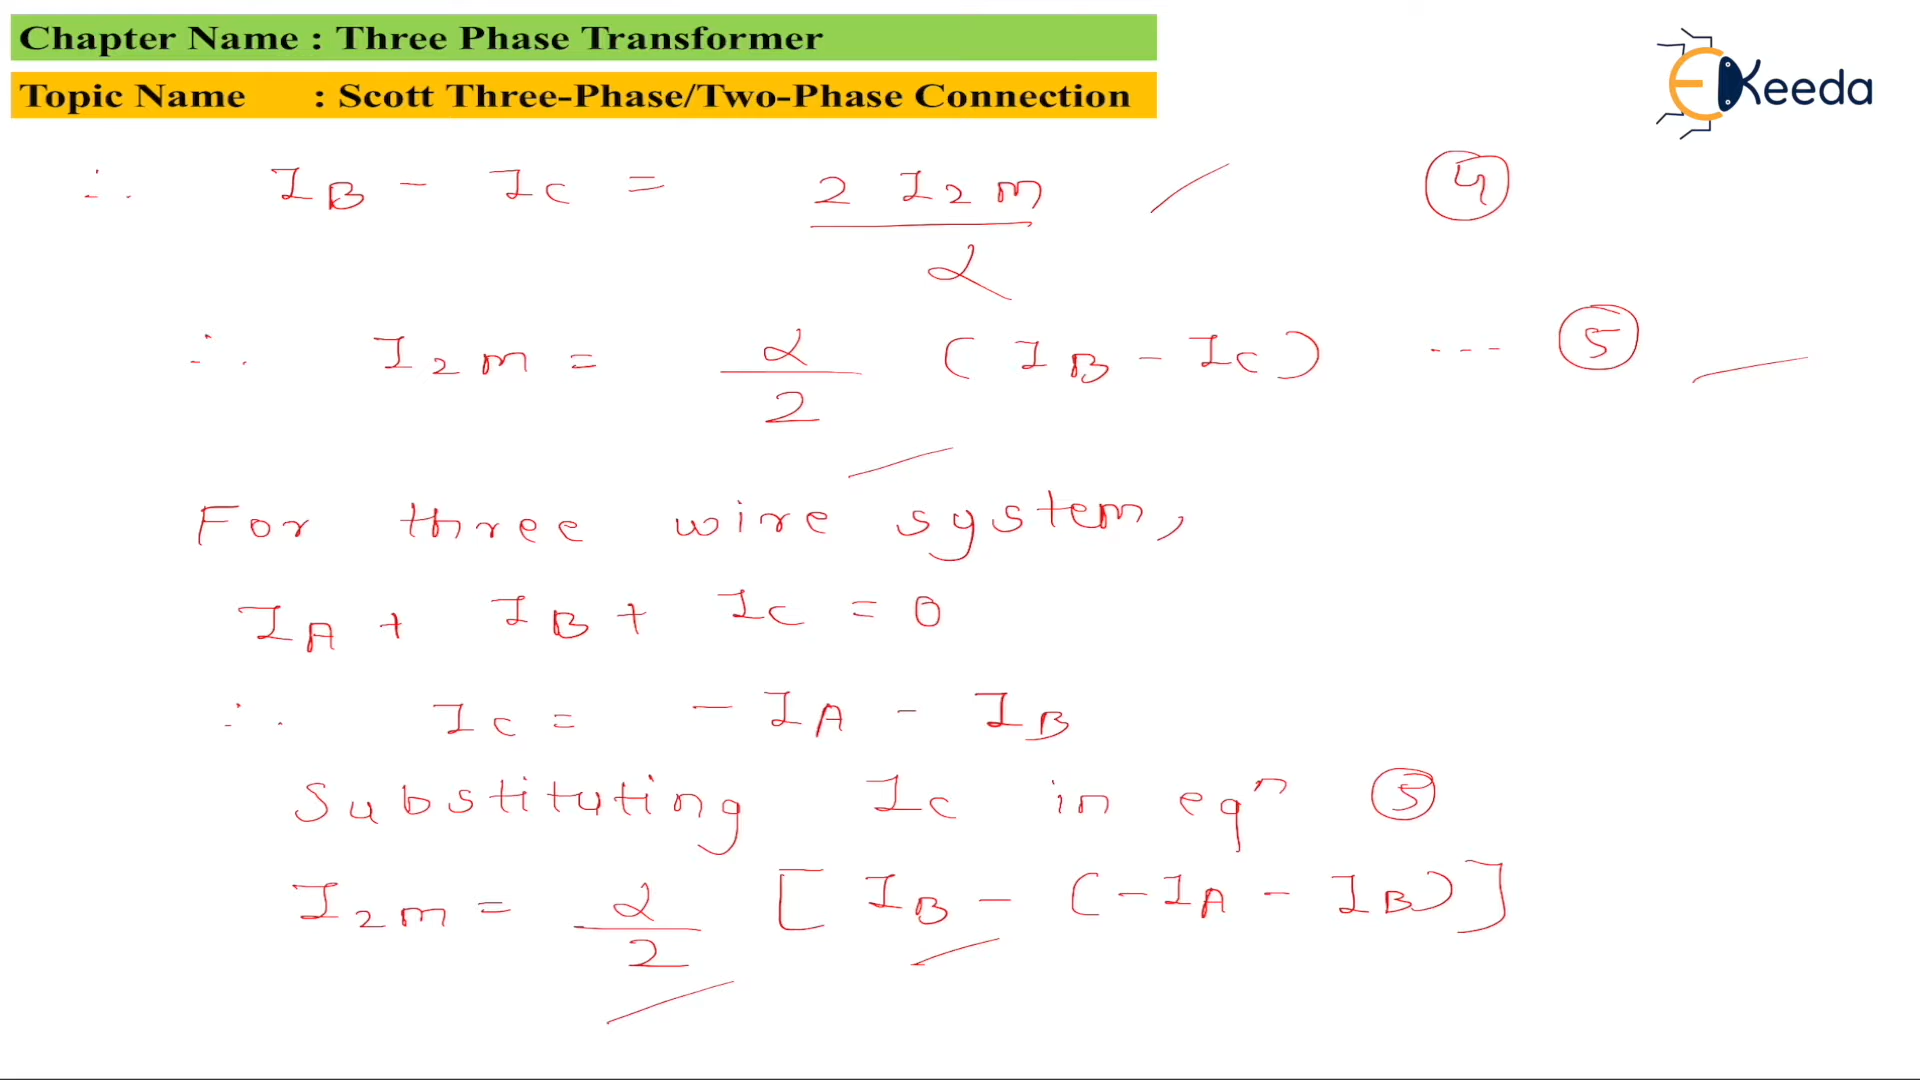 Chapter Name : Three Phase Transformer
Topic Name : Scott Three-Phase/Two-Phase Connection
EKeeda
∴ IB - IC = 2 I2m / α (4)
∴ I2m = α / 2 (IB - IC) --- (5)
For three wire system,
IA + IB + IC = 0
∴ IC = - IA - IB
Substituting IC in eqn (5)
I2m = α / 2 [IB - (-IA - IB)]